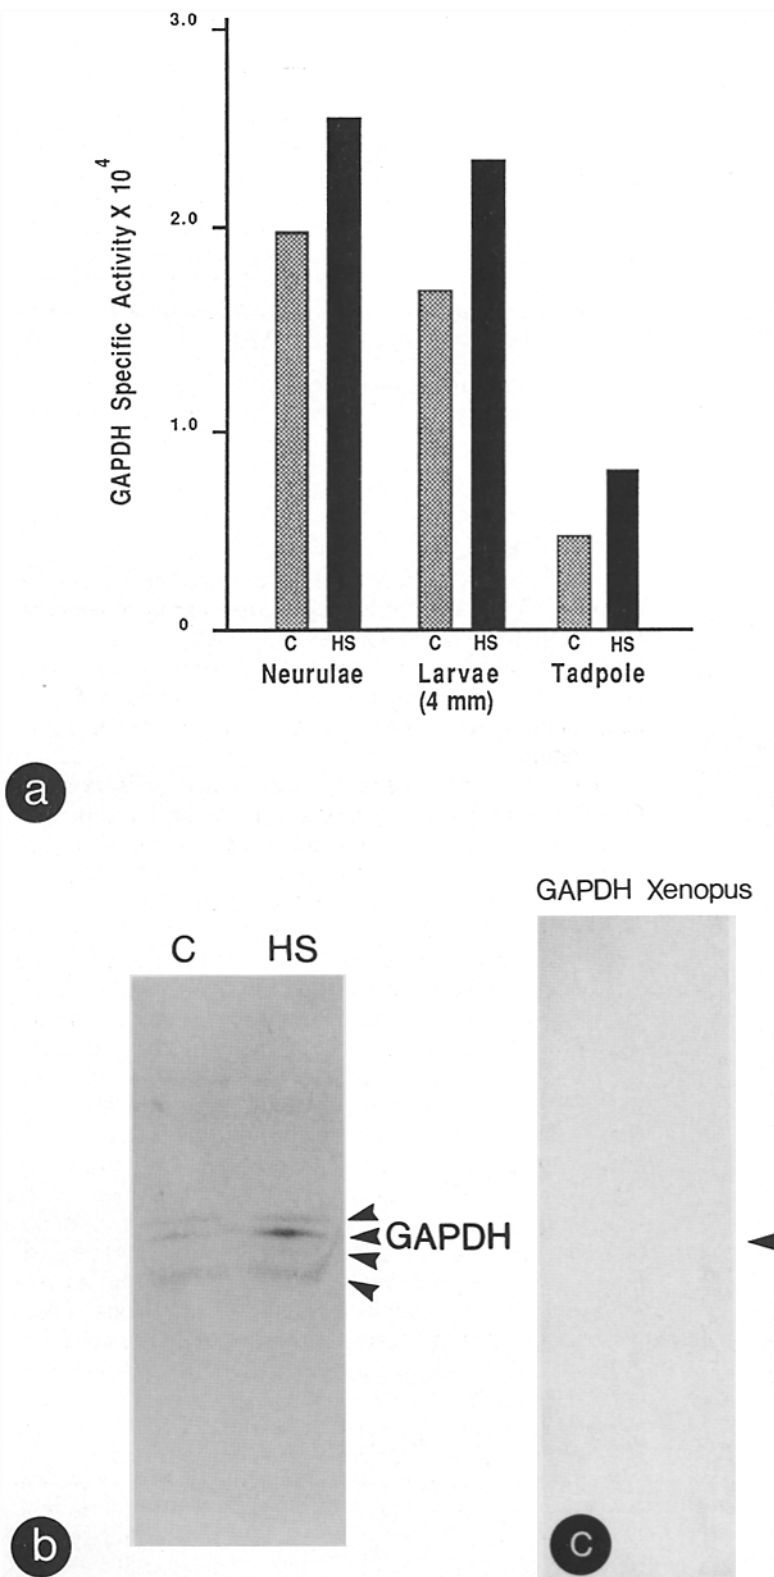 3.0
2.0
1.0
0
GAPDH Specific Activity X 10 4
C HS C HS C HS
Neurulae Larvae Tadpole
(4 mm)
a
C HS
GAPDH
b
GAPDH Xenopus
c